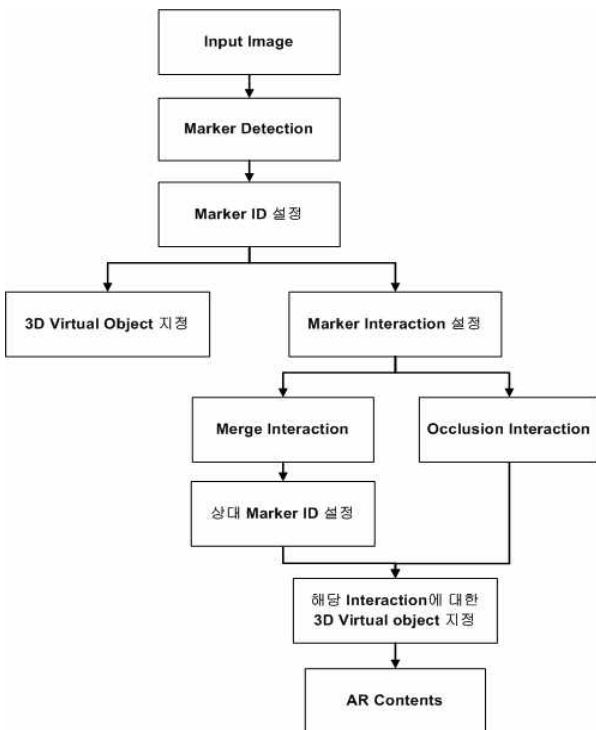 Input Image
Marker Detection
Marker ID 설정
3D Virtual Object 지정
Marker Interaction 설정
Merge Interaction
Occlusion Interaction
상대 Marker ID 설정
해당 Interaction에 대한
3D Virtual object 지정
AR Contents